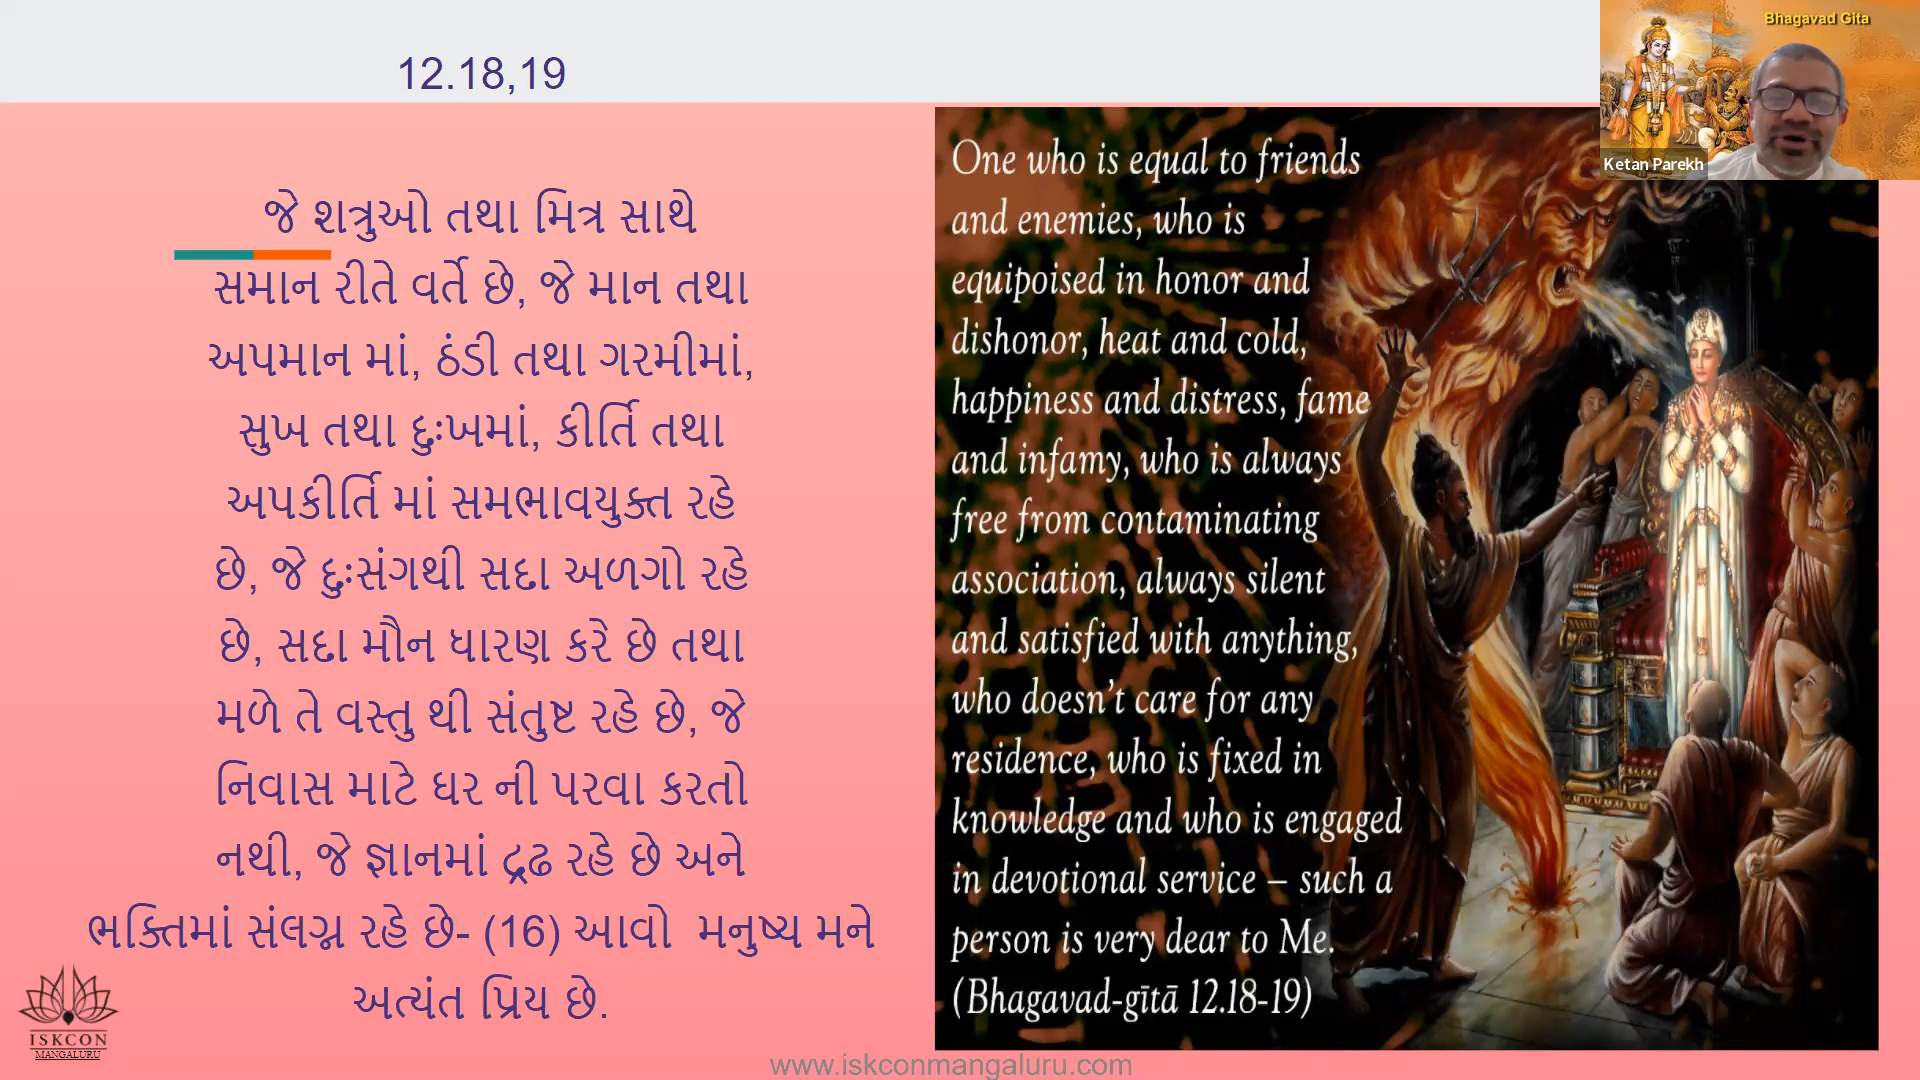 12.18,19
જે શત્રુઓ તથા મિત્ર સાથે
સમાન રીતે વર્તે છે, જે માન તથા
અપમાન માં, ઠંડી તથા ગરમીમાં,
સુખ તથા દુઃખમાં, કીર્તિ તથા
અપકીર્તિ માં સમભાવયુક્ત રહે
છે, જે દુઃસંગથી સદા અળગો રહે
છે, સદા મૌન ધારણ કરે છે તથા
મળે તે વસ્તુ થી સંતુષ્ટ રહે છે, જે
નિવાસ માટે ઘર ની પરવા કરતો
નથી, જે જ્ઞાનમાં દ્રઢ રહે છે અને
ભક્તિમાં સંલગ્ન રહે છે- (16) આવો  મનુષ્ય મને
અત્યંત પ્રિય છે.
One who is equal to friends
and enemies, who is
equipoised in honor and
dishonor, heat and cold,
happiness and distress, fame
and infamy, who is always
free from contaminating
association, always silent
and satisfied with anything,
who doesn’t care for any
residence, who is fixed in
knowledge and who is engaged
in devotional service – such a
person is very dear to Me.
(Bhagavad-gītā 12.18-19)
Bhagavad Gita
Ketan Parekh
ISKCON
MANGALURU
www.iskconmangaluru.com